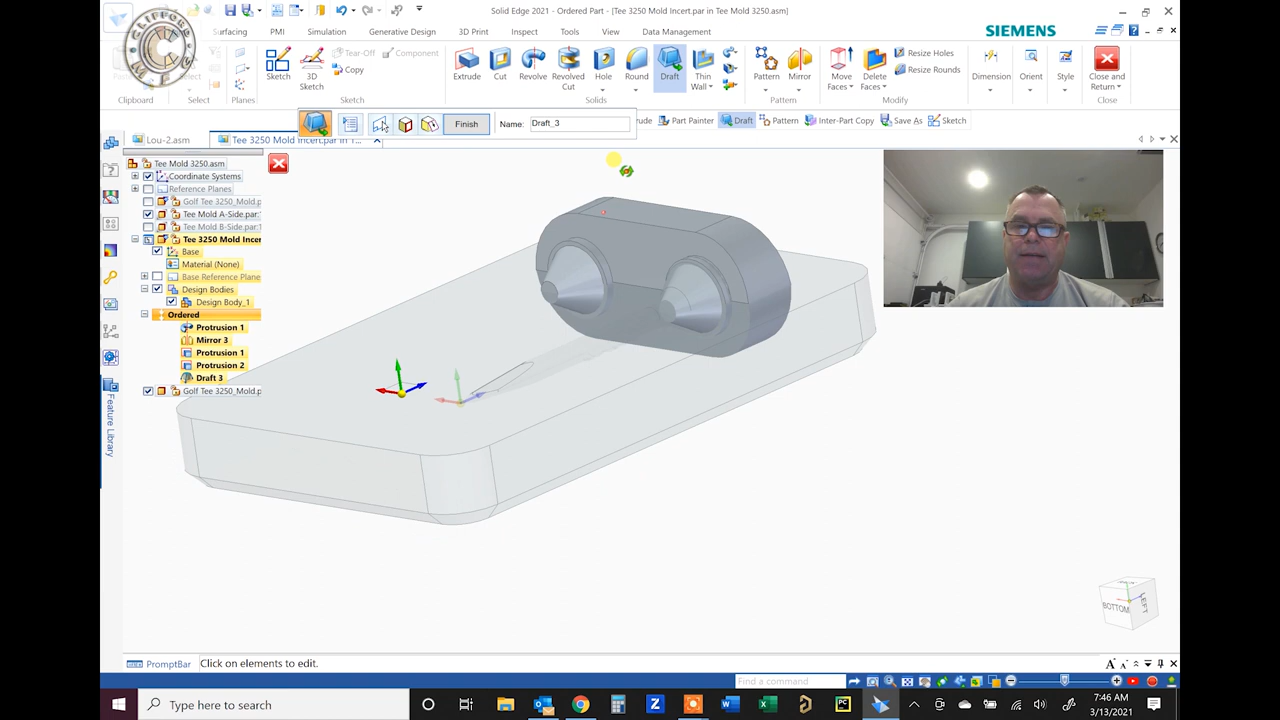 Solid Edge 2021 - Ordered Part - [Tee 3250 Mold Incert.par in Tee Mold 3250.asm]
CLIFFORD
Surfacing PMI Simulation Generative Design 3D Print Inspect Tools View Data Management
SIEMENS
Sketch 3D Sketch Tear-Off Component Copy Extrude Cut Revolve Revolved Cut Hole Round Draft Thin Wall Pattern Mirror Move Faces Delete Faces Resize Holes Resize Rounds Dimension Orient Style Close and Return
Clipboard Select Planes Sketch Solids Pattern Modify Close
Finish Name: Draft_3 Part Painter Draft Pattern Inter-Part Copy Save As Sketch
Lou-2.asm Tee 3250 Mold Incert.par in T...
Tee Mold 3250.asm
Coordinate Systems
Reference Planes
Golf Tee 3250_Mold.p
Tee Mold A-Side.par:
Tee Mold B-Side.par:1
Tee 3250 Mold Incer
Base
Material (None)
Base Reference Plane
Design Bodies
Design Body_1
Ordered
Protrusion 1
Mirror 3
Protrusion 1
Protrusion 2
Draft 3
Golf Tee 3250_Mold.p
Feature Library
BOTTOM LEFT
PromptBar Click on elements to edit.
Find a command
Type here to search
7:46 AM
3/13/2021